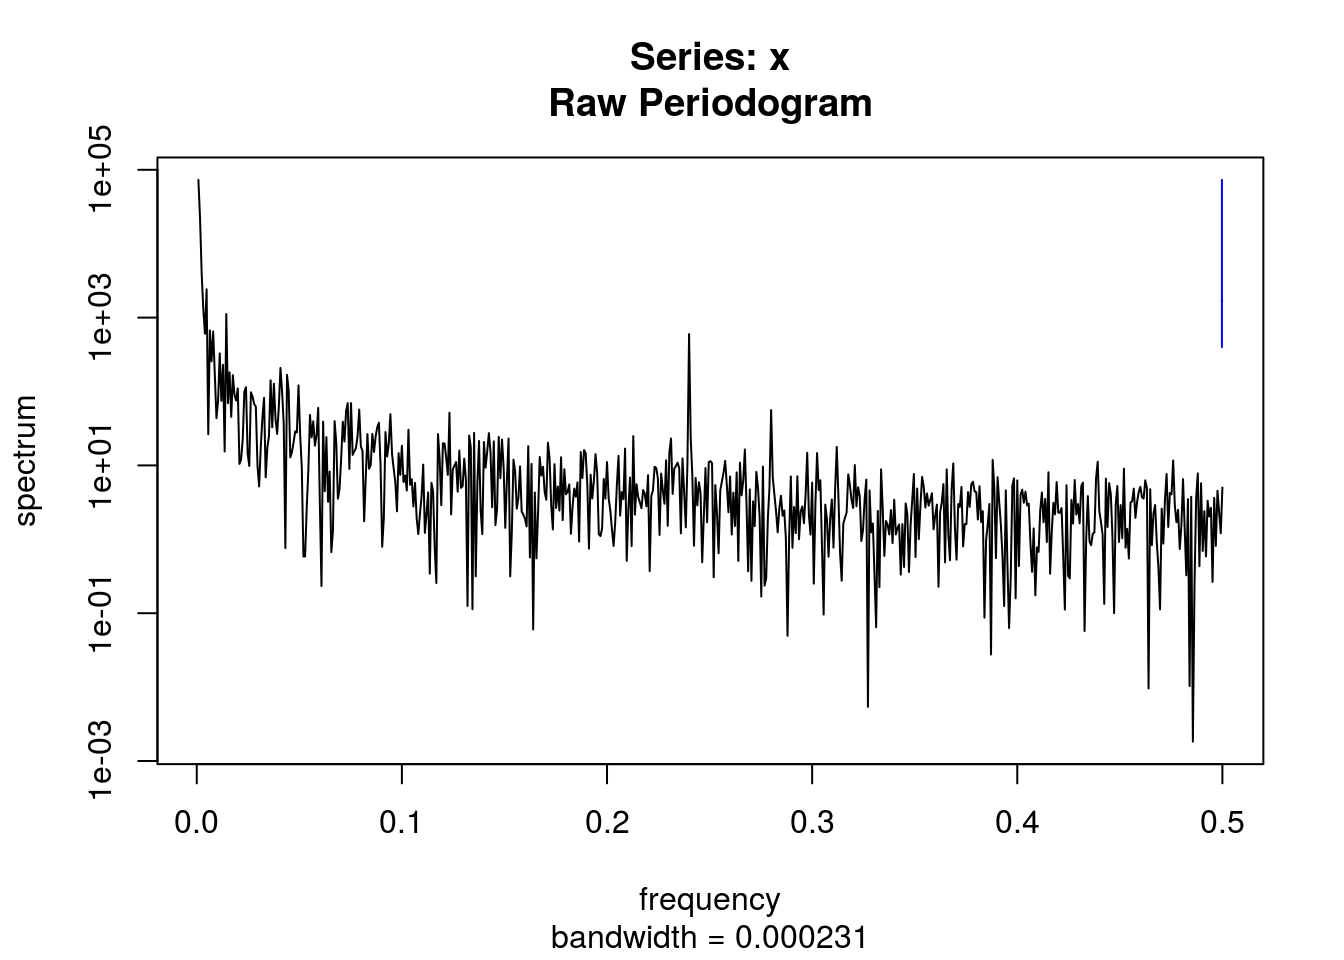 Series: x
Raw Periodogram
spectrum
1e+05
1e+03
1e+01
1e-01
1e-03
0.0 0.1 0.2 0.3 0.4 0.5
frequency
bandwidth = 0.000231